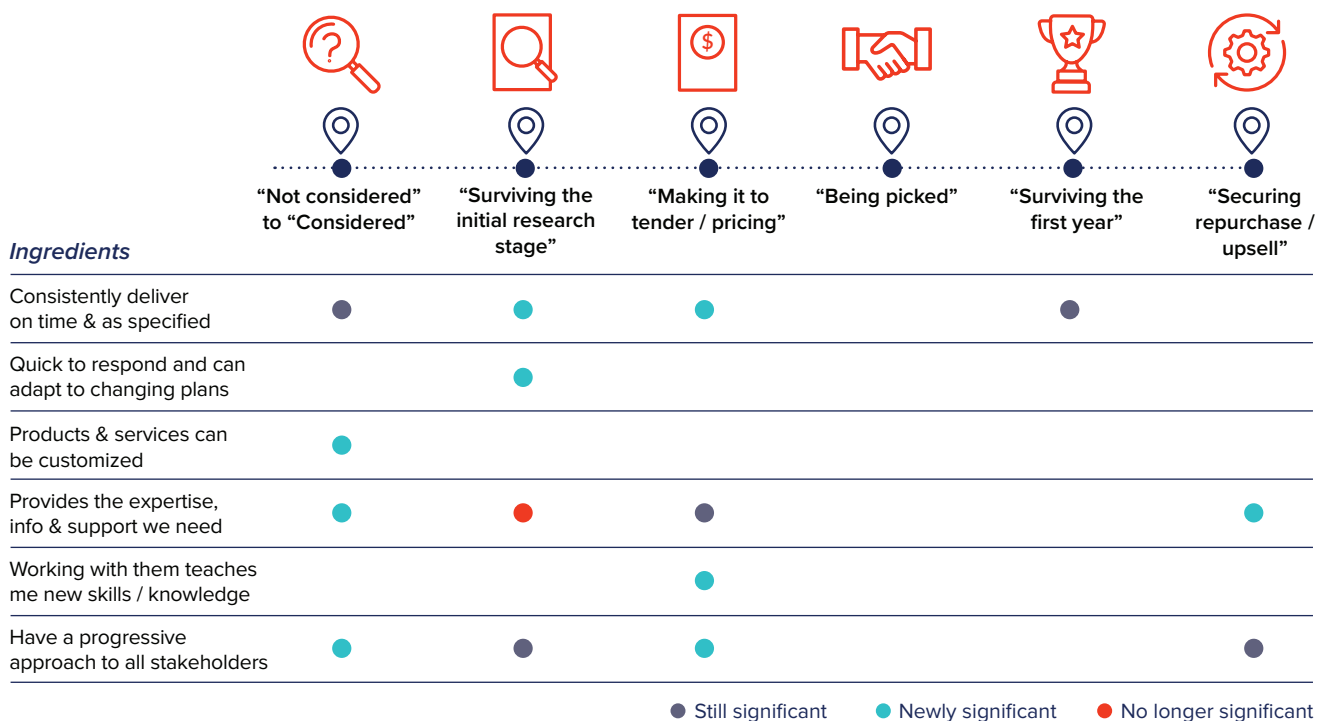 ?
$
“Not considered”
to “Considered”
“Surviving the
initial research
stage”
“Making it to
tender / pricing”
“Being picked”
“Surviving the
first year”
“Securing
repurchase /
upsell”
Ingredients
Consistently deliver
on time & as specified
Quick to respond and can
adapt to changing plans
Products & services can
be customized
Provides the expertise,
info & support we need
Working with them teaches
me new skills / knowledge
Have a progressive
approach to all stakeholders
Still significant
Newly significant
No longer significant